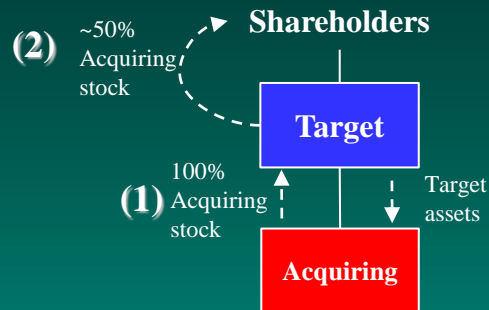 Shareholders
(2)
~50%
Acquiring
stock
Target
(1)
100%
Acquiring
stock
Target
assets
Acquiring